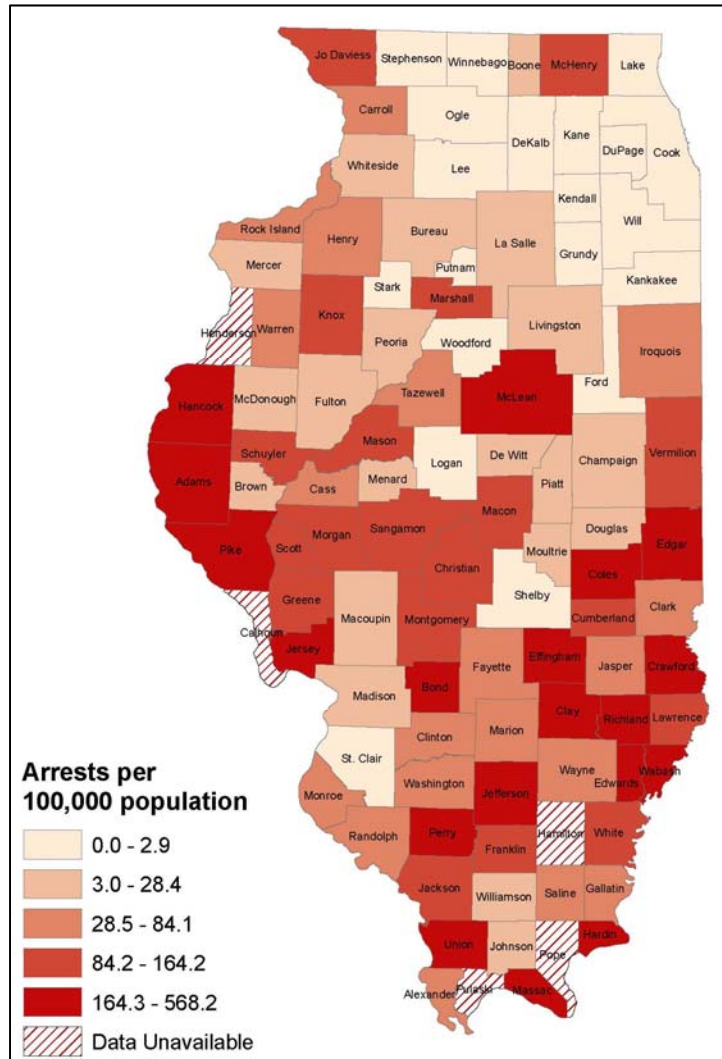 Jo Daviess
Stephenson
Winnebago
Boone
McHenry
Lake
Carroll
Ogle
DeKalb
Kane
Cook
DuPage
Whiteside
Lee
Kendall
Will
Rock Island
Henry
Bureau
La Salle
Grundy
Mercer
Putnam
Kankakee
Stark
Marshall
Henderson
Warren
Knox
Peoria
Woodford
Livingston
Iroquois
Ford
Hancock
McDonough
Fulton
Tazewell
McLean
Schuyler
Mason
Logan
De Witt
Champaign
Vermilion
Adams
Brown
Cass
Menard
Piatt
Macon
Douglas
Edgar
Pike
Scott
Morgan
Sangamon
Christian
Moultrie
Coles
Shelby
Greene
Macoupin
Montgomery
Cumberland
Clark
Calhoun
Jersey
Fayette
Effingham
Jasper
Crawford
Madison
Bond
Clay
Richland
Lawrence
Clinton
Marion
St. Clair
Wayne
Edwards
Wabash
Monroe
Washington
Jefferson
Randolph
Perry
Hamilton
White
Franklin
Jackson
Williamson
Saline
Gallatin
Union
Johnson
Pope
Hardin
Alexander
Pulaski
Massac
Arrests per
100,000 population
0.0 - 2.9
3.0 - 28.4
28.5 - 84.1
84.2 - 164.2
164.3 - 568.2
Data Unavailable